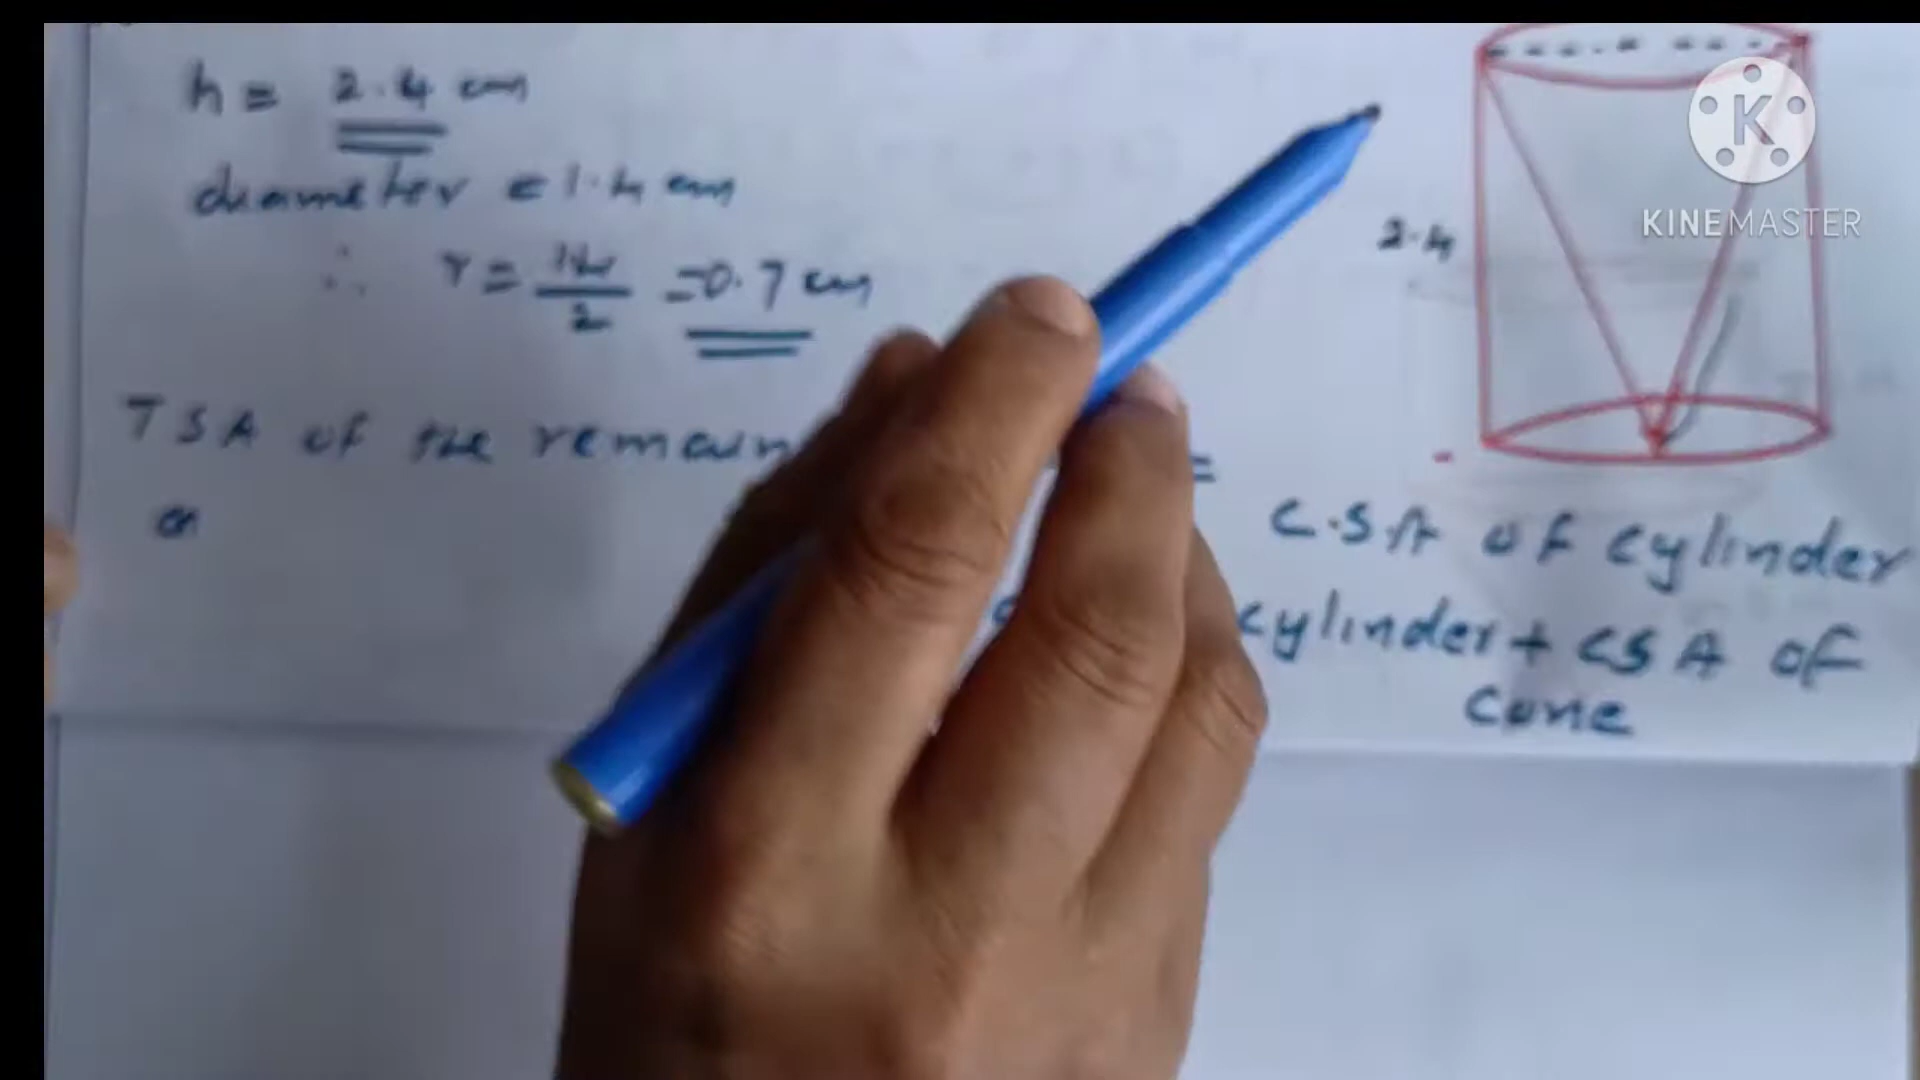 h = 2.4 cm
diameter = 1.4 cm
∴ r = 1.4/2 = 0.7 cm
2.4
TSA of the remain =
C.S.A of cylinder
cylinder + CSA of
cone
K
KINEMASTER